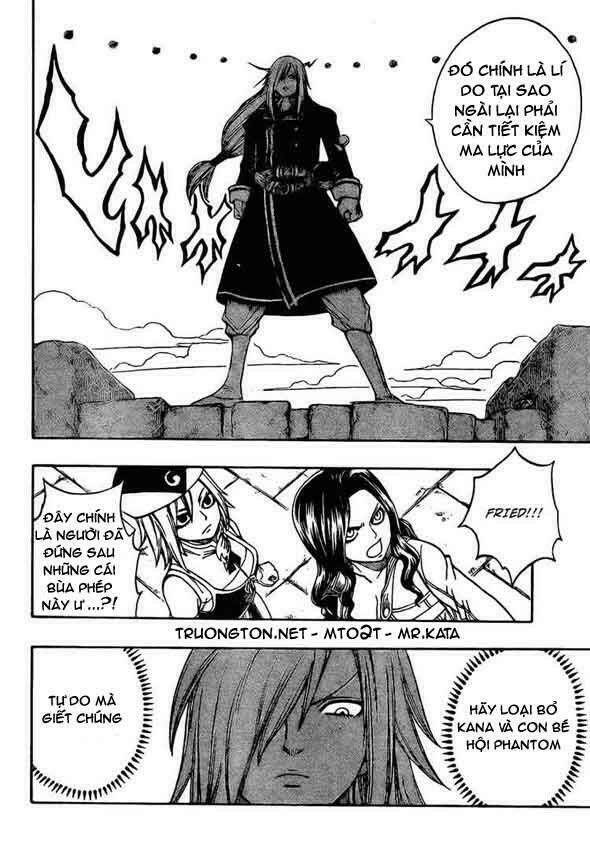 ĐÓ CHÍNH LÀ LÍ
DO TẠI SAO
NGÀI LẠI PHẢI
CẦN TIẾT KIỆM
MA LỰC CỦA
MÌNH
FRIED!!!
ĐÂY CHÍNH
LÀ NGƯỜI ĐÃ
ĐỨNG SAU
NHỮNG CÁI
BÙA PHÉP
NÀY Ư ...?!
TRUONGTON.NET - MTO2T - MR.KATA
HÃY LOẠI BỎ
KANA VÀ CON BÉ
HỘI PHANTOM
TỰ DO MÀ
GIẾT CHÚNG